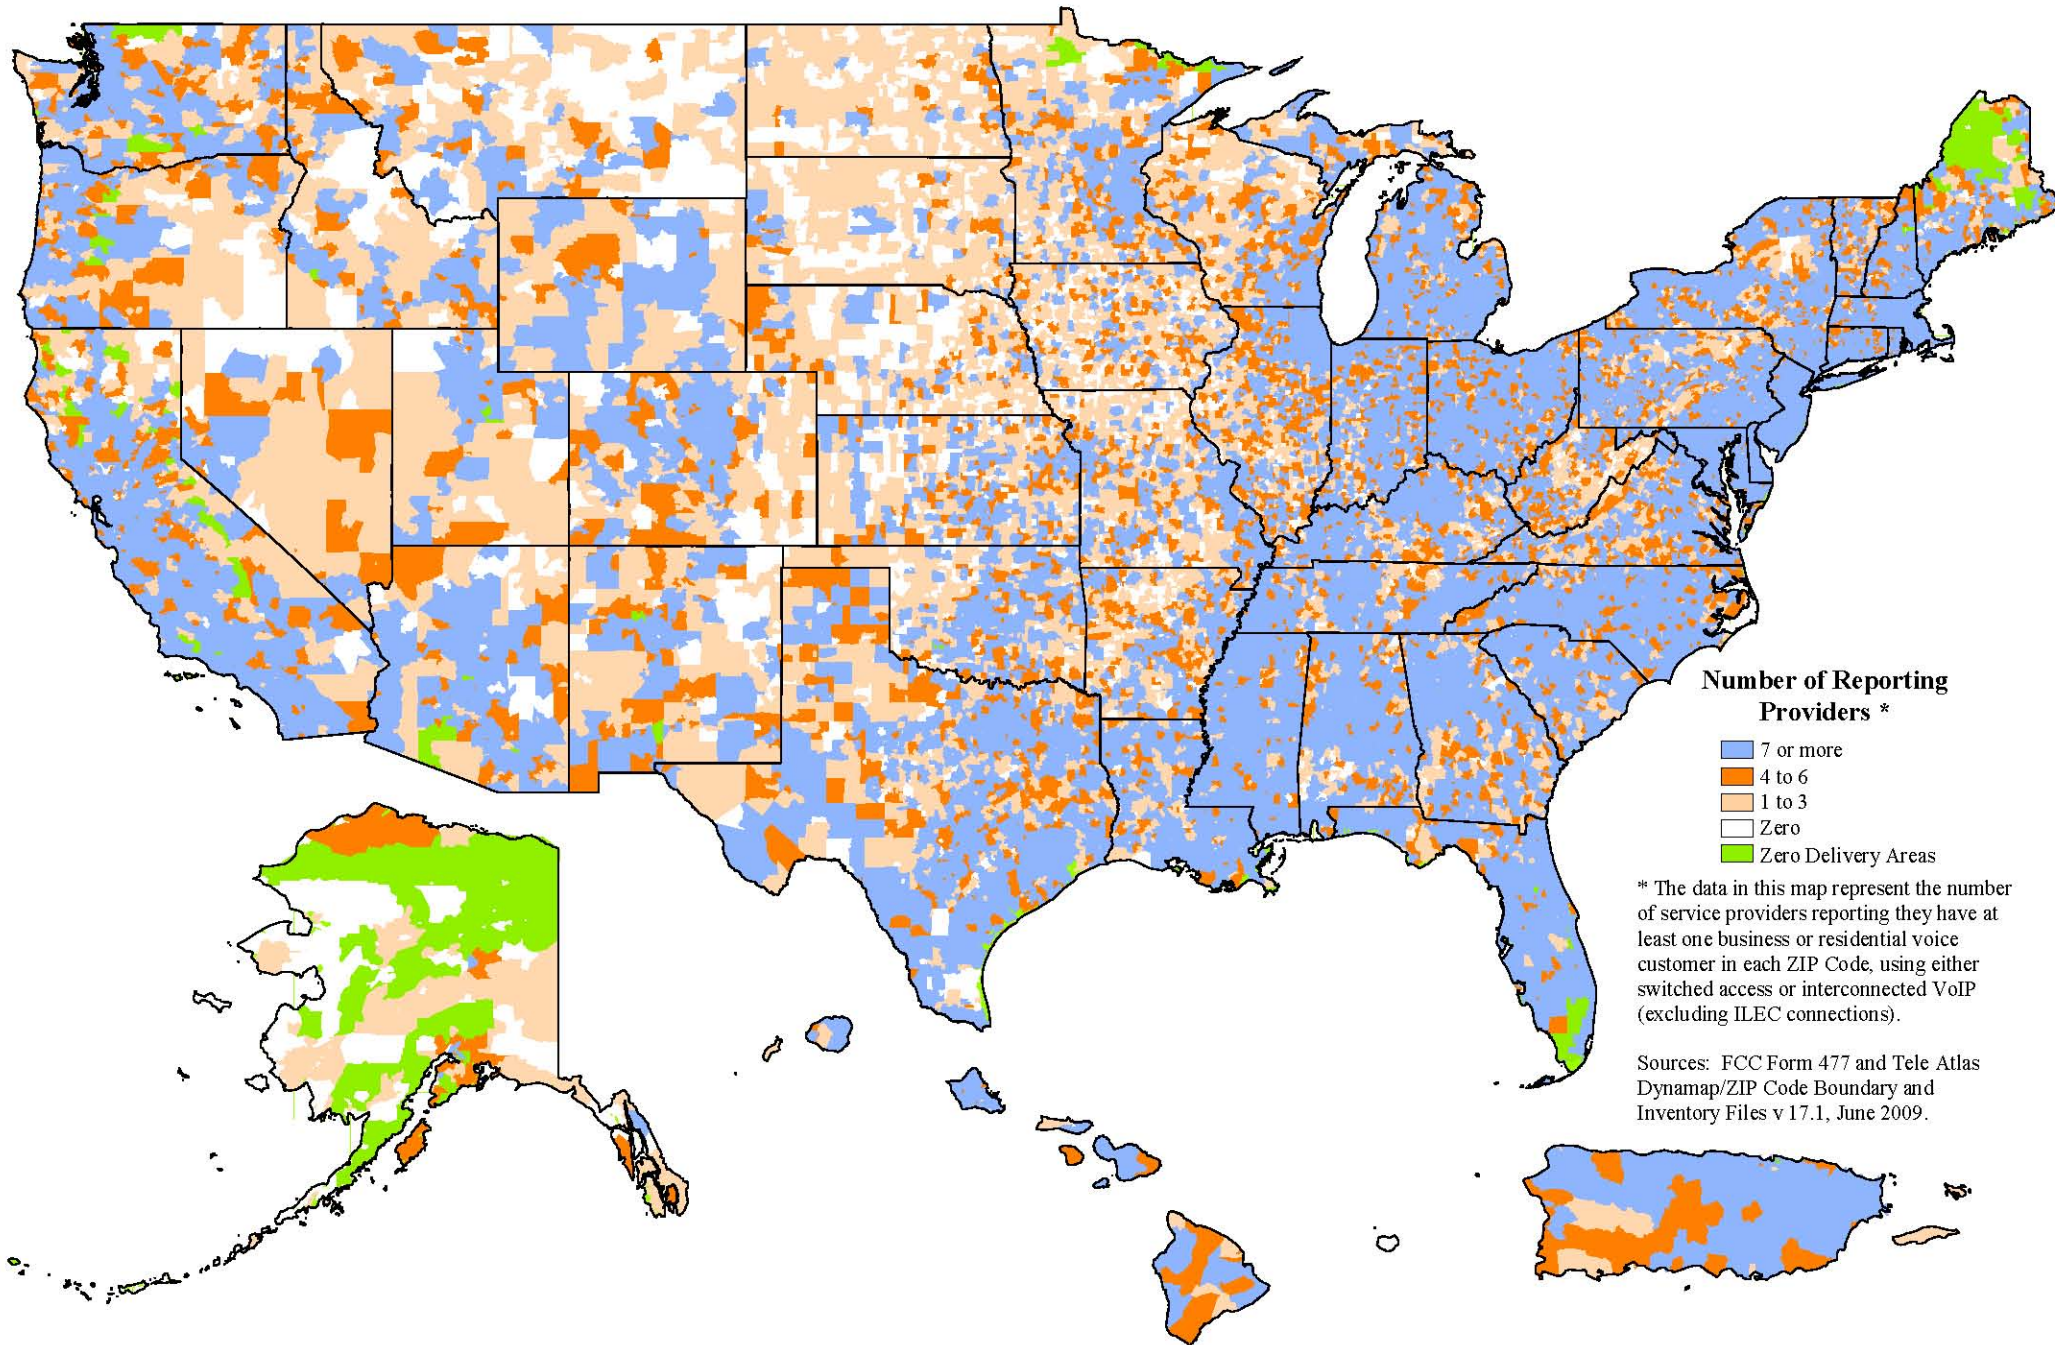 Number of Reporting
Providers *
7 or more
4 to 6
1 to 3
Zero
Zero Delivery Areas
* The data in this map represent the number
of service providers reporting they have at
least one business or residential voice
customer in each ZIP Code, using either
switched access or interconnected VoIP
(excluding ILEC connections).
Sources: FCC Form 477 and Tele Atlas
Dynamap/ZIP Code Boundary and
Inventory Files v 17.1, June 2009.